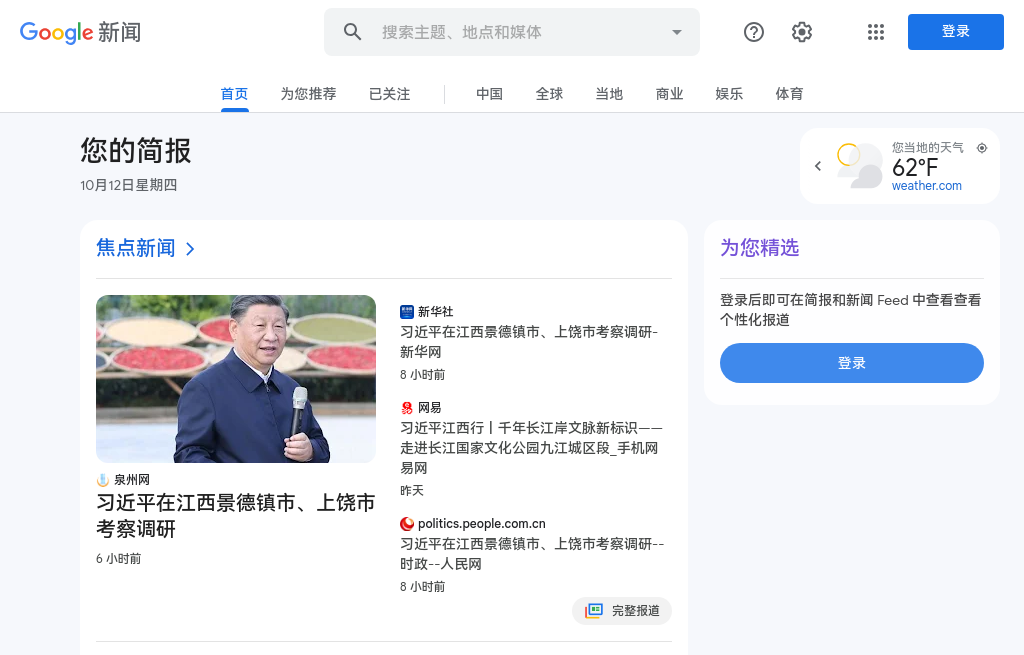 Google 新闻
搜索主题、地点和媒体
登录
首页 为您推荐 已关注 中国 全球 当地 商业 娱乐 体育
您的简报
10月12日星期四
您当地的天气
62°F
weather.com
焦点新闻
泉州网
习近平在江西景德镇市、上饶市
考察调研
6 小时前
新华社
习近平在江西景德镇市、上饶市考察调研-
新华网
8 小时前
网易
习近平江西行丨千年长江岸文脉新标识——
走进长江国家文化公园九江城区段_手机网
易网
昨天
politics.people.com.cn
习近平在江西景德镇市、上饶市考察调研--
时政--人民网
8 小时前
完整报道
为您精选
登录后即可在简报和新闻 Feed 中查看查看
个性化报道
登录